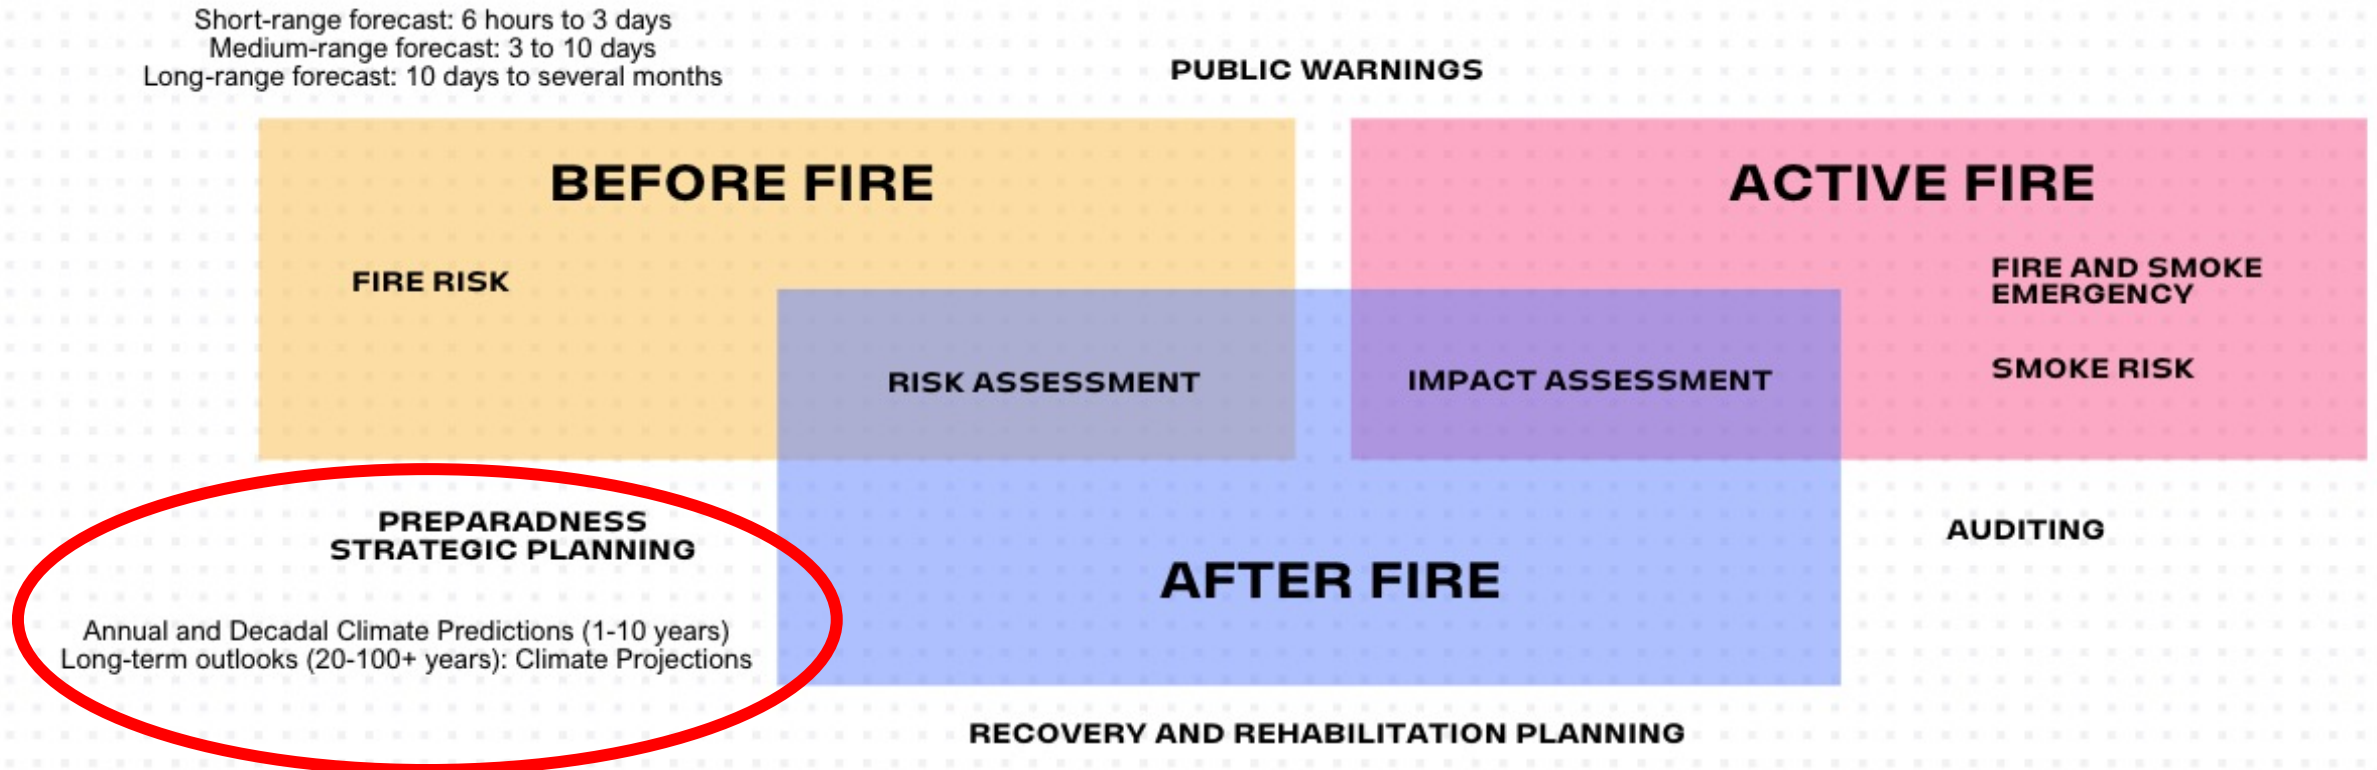 Short-range forecast: 6 hours to 3 days
Medium-range forecast: 3 to 10 days
Long-range forecast: 10 days to several months
PUBLIC WARNINGS
BEFORE FIRE
ACTIVE FIRE
FIRE RISK
FIRE AND SMOKE
EMERGENCY
RISK ASSESSMENT
IMPACT ASSESSMENT
SMOKE RISK
PREPARADNESS
STRATEGIC PLANNING
AUDITING
AFTER FIRE
Annual and Decadal Climate Predictions (1-10 years)
Long-term outlooks (20-100+ years): Climate Projections
RECOVERY AND REHABILITATION PLANNING